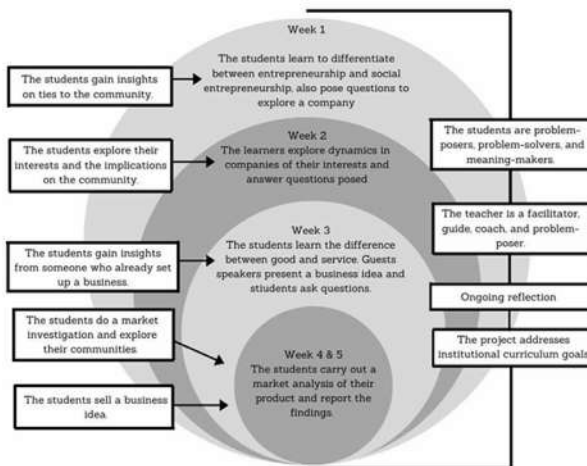 Week 1
The students learn to differentiate
between entrepreneurship and social
entrepreneurship, also pose questions to
explore a company
The students gain insights
on ties to the community.
Week 2
The learners explore dynamics in
companies of their interests and
answer questions posed
The students explore their
interests and the implications
on the community.
Week 3
The students learn the difference
between good and service. Guests
speakers present a business idea and
stiudents ask questions.
The students gain insights
from someone who already set
up a business.
The students do a market
investigation and explore
their communities.
Week 4 & 5
The students carry out a
market analysis of their
product and report the
findings.
The students sell a business
idea.
The students are problem-
posers, problem-solvers, and
meaning-makers.
The teacher is a facilitator,
guide, coach, and problem-
poser.
Ongoing reflection
The project addresses
institutional curriculum goals